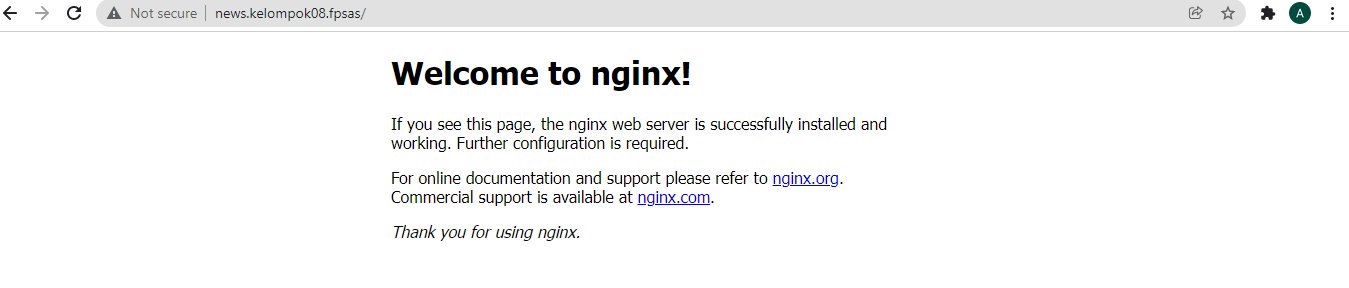 Not secure news.kelompok08.fpsas/
A
Welcome to nginx!
If you see this page, the nginx web server is successfully installed and
working. Further configuration is required.
For online documentation and support please refer to nginx.org.
Commercial support is available at nginx.com.
Thank you for using nginx.